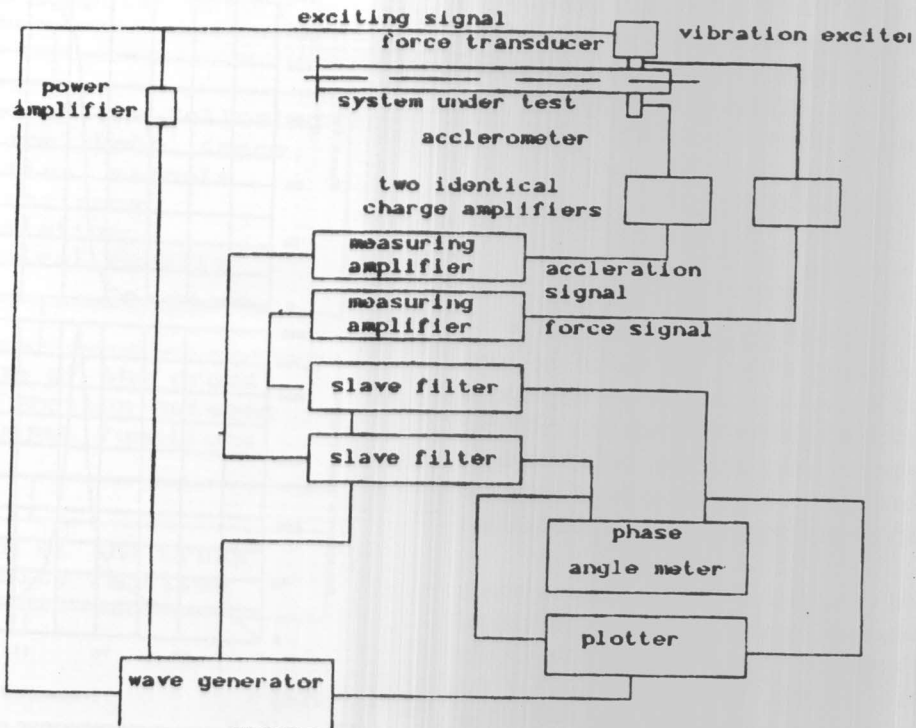 exciting signal
force transducer
vibration exciter
power
amplifier
system under test
acclerometer
two identical
charge amplifiers
measuring
amplifier
accleration
signal
measuring
amplifier
force signal
slave filter
slave filter
phase
angle meter
plotter
wave generator